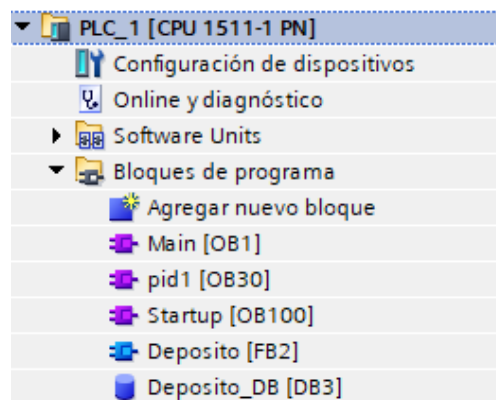 PLC_1 [CPU 1511-1 PN]
Configuración de dispositivos
Online y diagnóstico
Software Units
Bloques de programa
Agregar nuevo bloque
Main [OB1]
pid1 [OB30]
Startup [OB100]
Deposito [FB2]
Deposito_DB [DB3]